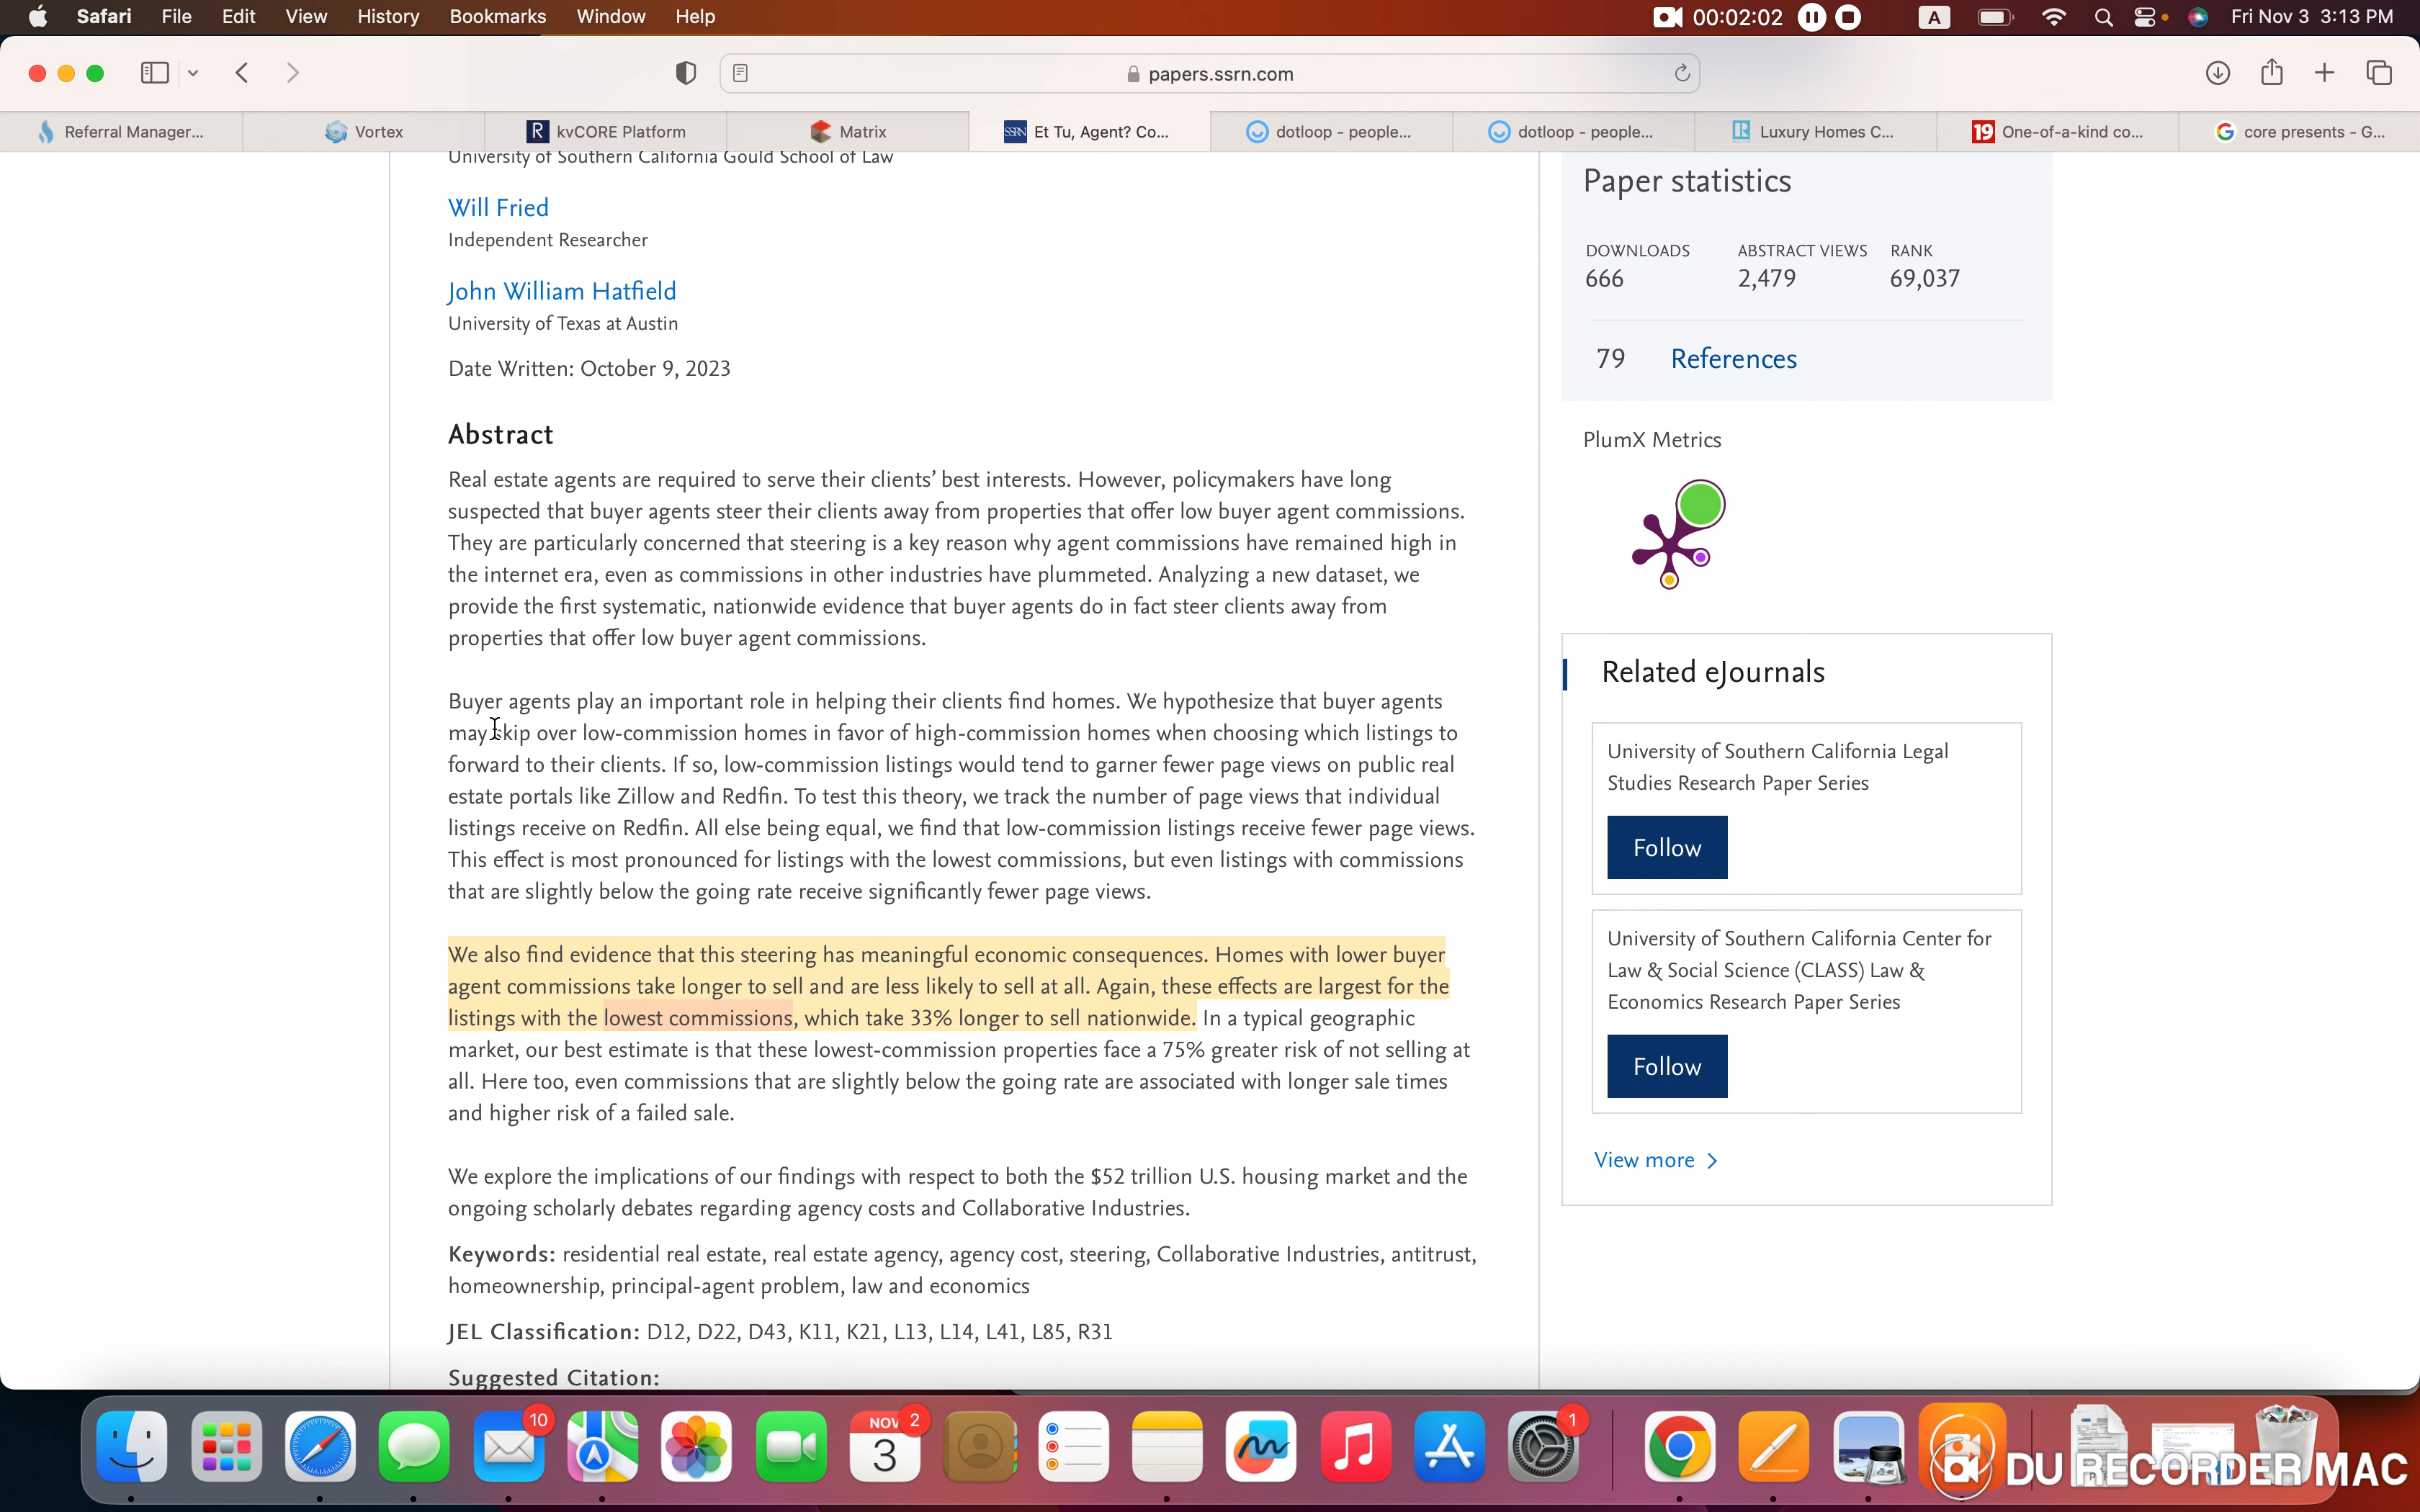 Safari File Edit View History Bookmarks Window Help 00:02:02 A Fri Nov 3 3:13 PM
papers.ssrn.com
Referral Manager... Vortex R kvCORE Platform Matrix SSRN Et Tu, Agent? Co... dotloop - people... dotloop - people... R Luxury Homes C... 19 One-of-a-kind co... G core presents - G...
University of Southern California Gould School of Law
Will Fried
Independent Researcher
John William Hatfield
University of Texas at Austin
Date Written: October 9, 2023
Abstract
Real estate agents are required to serve their clients’ best interests. However, policymakers have long
suspected that buyer agents steer their clients away from properties that offer low buyer agent commissions.
They are particularly concerned that steering is a key reason why agent commissions have remained high in
the internet era, even as commissions in other industries have plummeted. Analyzing a new dataset, we
provide the first systematic, nationwide evidence that buyer agents do in fact steer clients away from
properties that offer low buyer agent commissions.
Buyer agents play an important role in helping their clients find homes. We hypothesize that buyer agents
may skip over low-commission homes in favor of high-commission homes when choosing which listings to
forward to their clients. If so, low-commission listings would tend to garner fewer page views on public real
estate portals like Zillow and Redfin. To test this theory, we track the number of page views that individual
listings receive on Redfin. All else being equal, we find that low-commission listings receive fewer page views.
This effect is most pronounced for listings with the lowest commissions, but even listings with commissions
that are slightly below the going rate receive significantly fewer page views.
We also find evidence that this steering has meaningful economic consequences. Homes with lower buyer
agent commissions take longer to sell and are less likely to sell at all. Again, these effects are largest for the
listings with the lowest commissions, which take 33% longer to sell nationwide. In a typical geographic
market, our best estimate is that these lowest-commission properties face a 75% greater risk of not selling at
all. Here too, even commissions that are slightly below the going rate are associated with longer sale times
and higher risk of a failed sale.
We explore the implications of our findings with respect to both the $52 trillion U.S. housing market and the
ongoing scholarly debates regarding agency costs and Collaborative Industries.
Keywords: residential real estate, real estate agency, agency cost, steering, Collaborative Industries, antitrust,
homeownership, principal-agent problem, law and economics
JEL Classification: D12, D22, D43, K11, K21, L13, L14, L41, L85, R31
Suggested Citation:
Paper statistics
DOWNLOADS ABSTRACT VIEWS RANK
666 2,479 69,037
79 References
PlumX Metrics
Related eJournals
University of Southern California Legal
Studies Research Paper Series
Follow
University of Southern California Center for
Law & Social Science (CLASS) Law &
Economics Research Paper Series
Follow
View more
10 NOV 2 3 1
DU RECORDER MAC